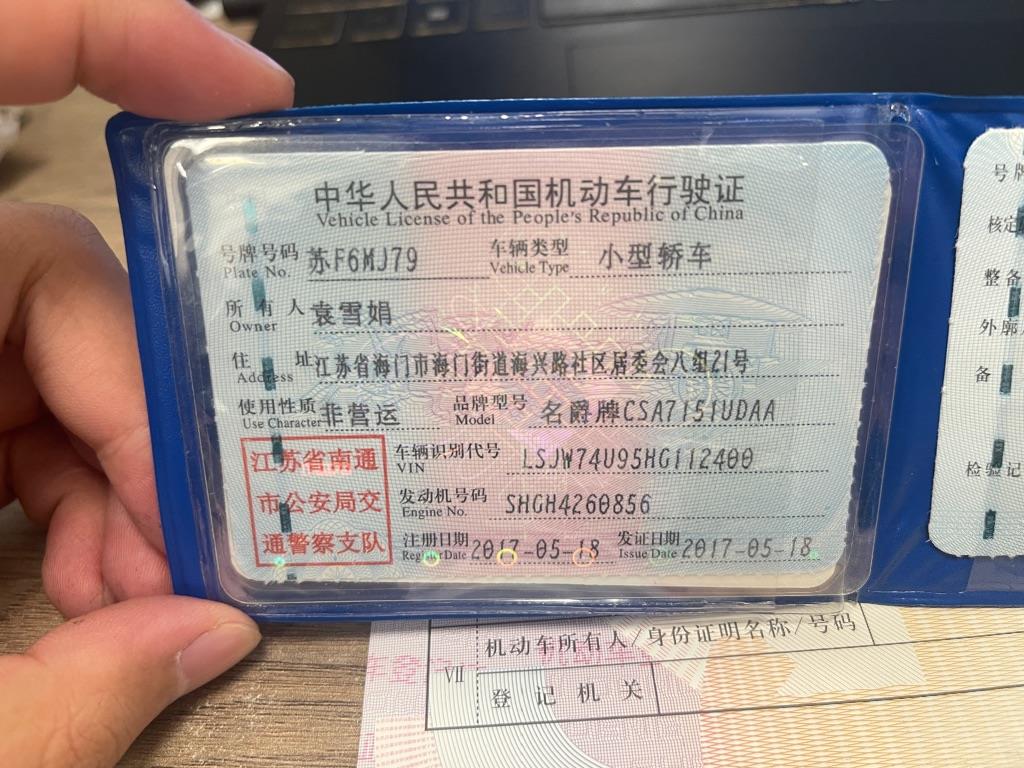 中华人民共和国机动车行驶证
Vehicle License of the People's Republic of China
号牌号码 苏F6MJ79 车辆类型 小型轿车
Plate No. Vehicle Type
所有人 袁雪娟
Owner
住址 江苏省海门市海门街道海兴路社区居委会八组21号
Address
使用性质 非营运 品牌型号 名爵牌CSA7151UDAA
Use Character Model
江苏省南通
市公安局交
通警察支队
车辆识别代号 LSJW74U95HG112400
VIN
发动机号码 SHGH4260856
Engine No.
注册日期 2017-05-18 发证日期 2017-05-18
Register Date Issue Date
号牌
核定
整备
外廓
备
检验记
VII
机动车所有人/身份证明名称/号码
登记机关